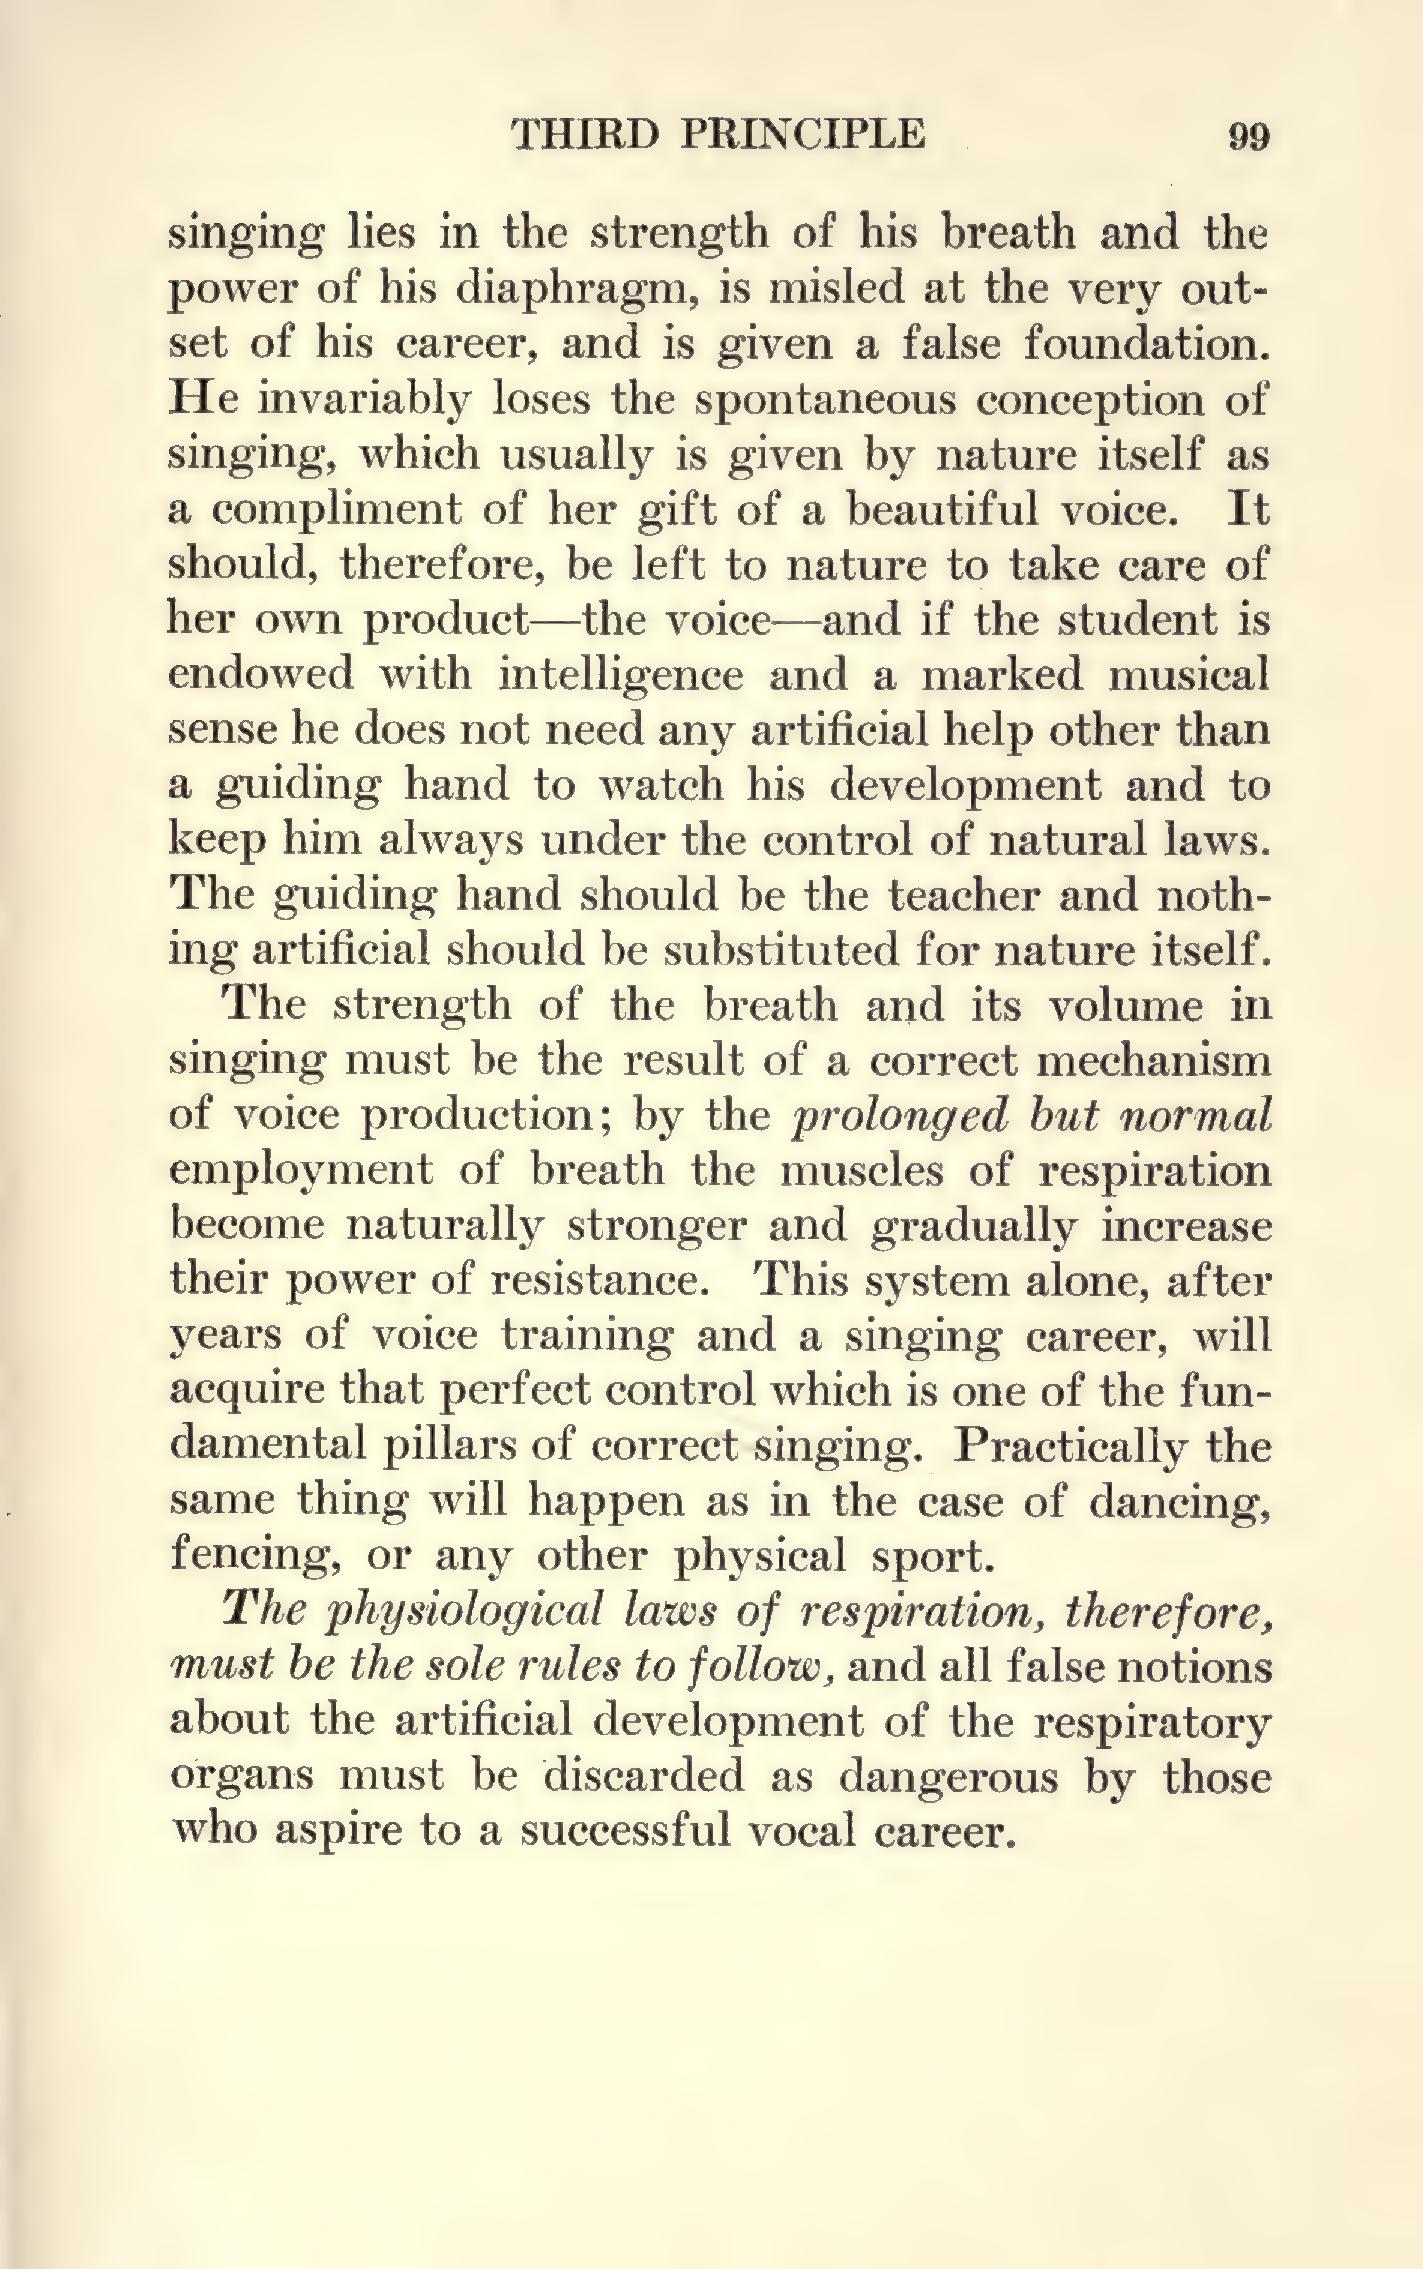 THIRD PRINCIPLE 99
singing lies in the strength of his breath and the
power of his diaphragm, is misled at the very out-
set of his career, and is given a false foundation.
He invariably loses the spontaneous conception of
singing, which usually is given by nature itself as
a compliment of her gift of a beautiful voice. It
should, therefore, be left to nature to take care of
her own product—the voice—and if the student is
endowed with intelligence and a marked musical
sense he does not need any artificial help other than
a guiding hand to watch his development and to
keep him always under the control of natural laws.
The guiding hand should be the teacher and noth-
ing artificial should be substituted for nature itself.
The strength of the breath and its volume in
singing must be the result of a correct mechanism
of voice production; by the prolonged but normal
employment of breath the muscles of respiration
become naturally stronger and gradually increase
their power of resistance. This system alone, after
years of voice training and a singing career, will
acquire that perfect control which is one of the fun-
damental pillars of correct singing. Practically the
same thing will happen as in the case of dancing,
fencing, or any other physical sport.
The physiological laws of respiration, therefore,
must be the sole rules to follow, and all false notions
about the artificial development of the respiratory
organs must be discarded as dangerous by those
who aspire to a successful vocal career.